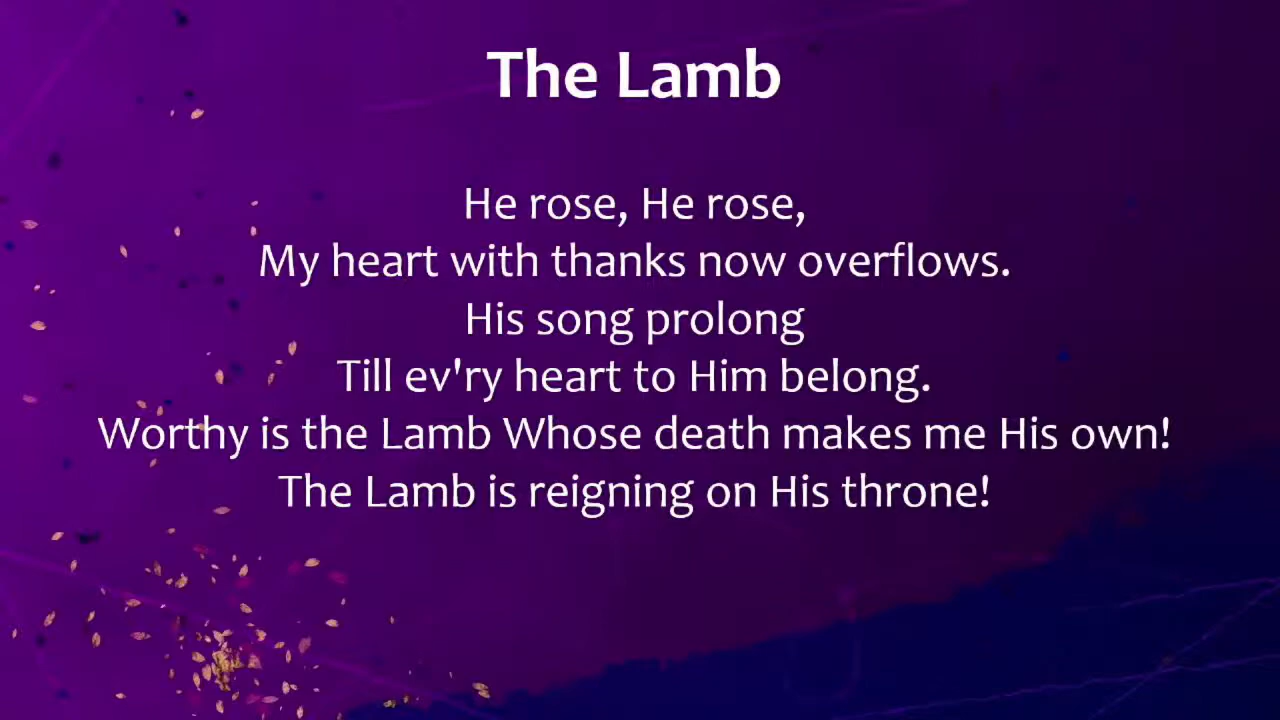 The Lamb
He rose, He rose,
My heart with thanks now overflows.
His song prolong
Till ev'ry heart to Him belong.
Worthy is the Lamb Whose death makes me His own!
The Lamb is reigning on His throne!